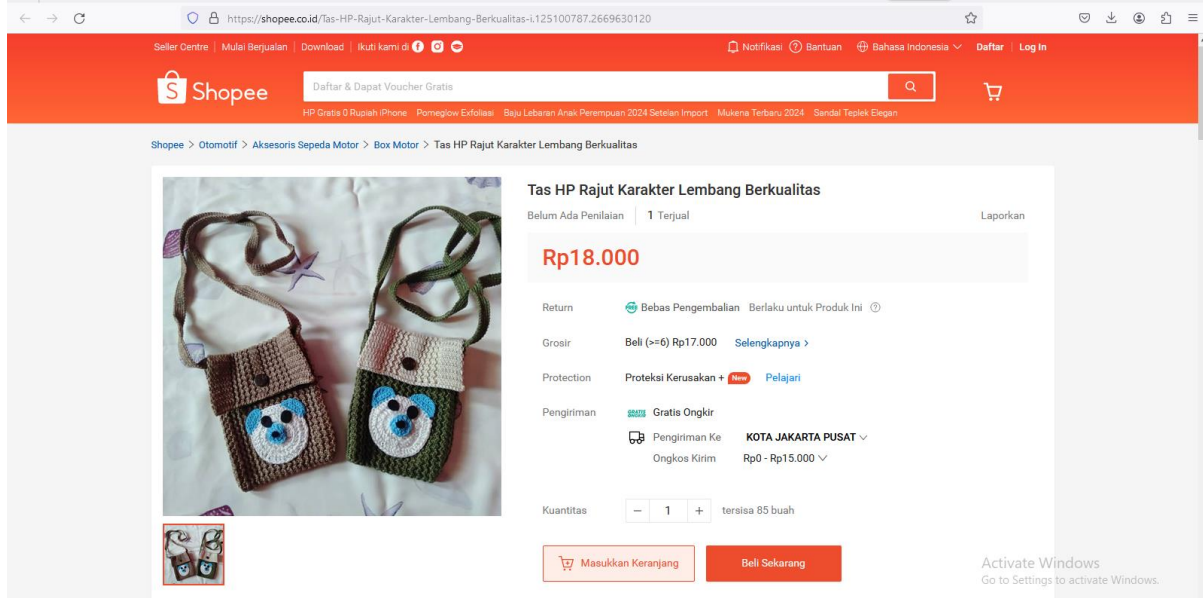 https://shopee.co.id/Tas-HP-Rajut-Karakter-Lembang-Berkualitas-i.125100787.2669630120
Seller Centre | Mulai Berjualan | Download | Ikuti kami di Notifikasi Bantuan Bahasa Indonesia Daftar | Log In
Shopee
Daftar & Dapat Voucher Gratis
HP Gratis 0 Rupiah iPhone Pomeglow Exfoliasi Baju Lebaran Anak Perempuan 2024 Setelan Import Mukena Terbaru 2024 Sandal Teplek Elegan
Shopee > Otomotif > Aksesoris Sepeda Motor > Box Motor > Tas HP Rajut Karakter Lembang Berkualitas
Tas HP Rajut Karakter Lembang Berkualitas
Belum Ada Penilaian 1 Terjual Laporkan
Rp18.000
Return Bebas Pengembalian Berlaku untuk Produk Ini
Grosir Beli (>=6) Rp17.000 Selengkapnya >
Protection Proteksi Kerusakan + New Pelajari
Pengiriman GRATIS ONGKIR Gratis Ongkir
Pengiriman Ke KOTA JAKARTA PUSAT
Ongkos Kirim Rp0 - Rp15.000
Kuantitas − 1 + tersisa 85 buah
Masukkan Keranjang Beli Sekarang
Activate Windows
Go to Settings to activate Windows.